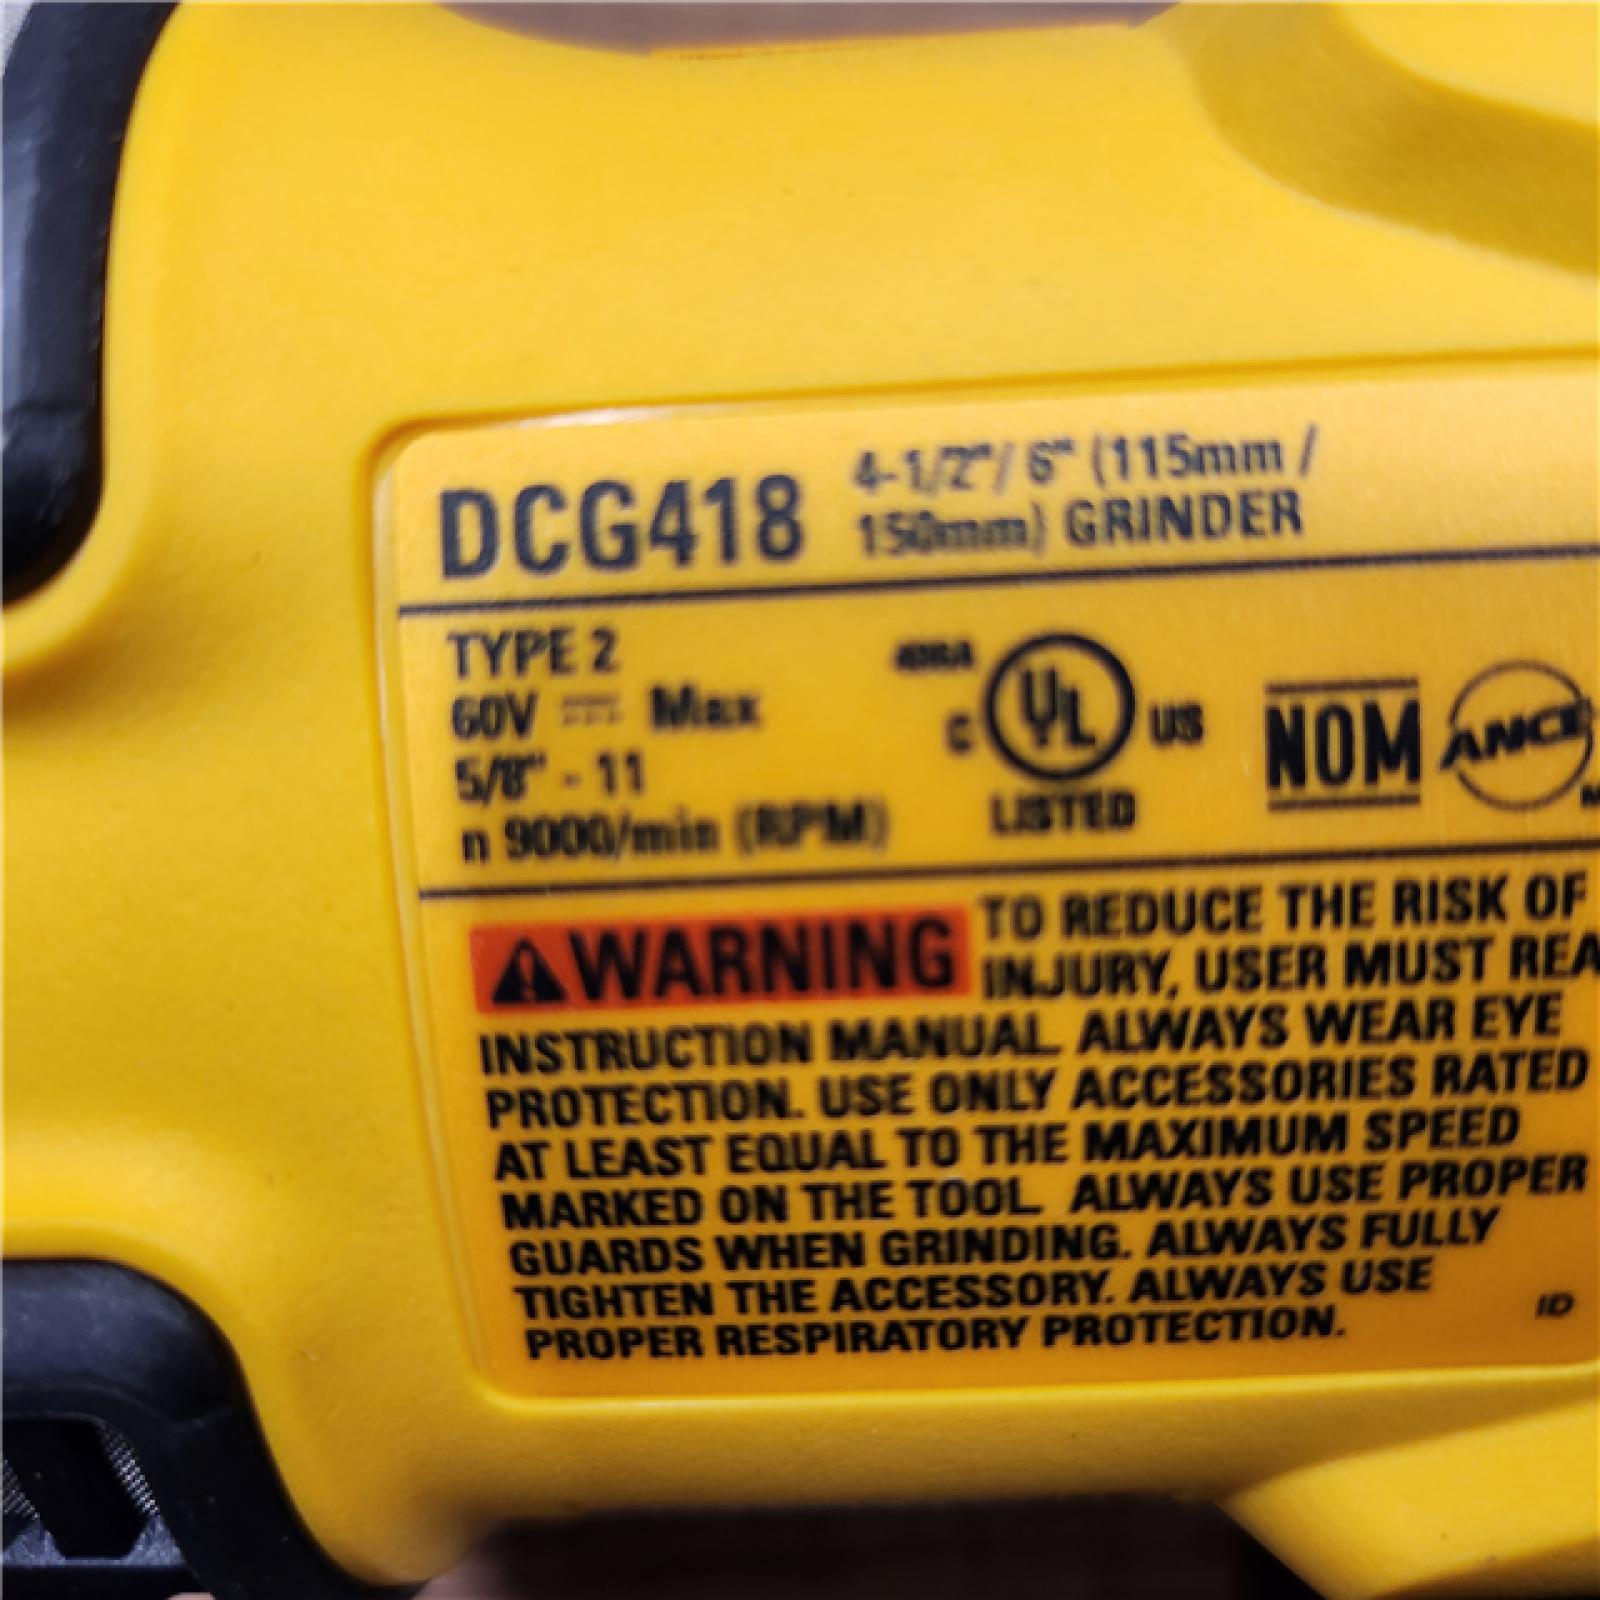 DCG418 4-1/2"/ 6" (115mm /
150mm) GRINDER
TYPE 2
60V ⎓ Max
5/8" - 11
n 9000/min (RPM)
C UL US
LISTED
NOM
ANCE
M
WARNING TO REDUCE THE RISK OF
INJURY, USER MUST REA
INSTRUCTION MANUAL. ALWAYS WEAR EYE
PROTECTION. USE ONLY ACCESSORIES RATED
AT LEAST EQUAL TO THE MAXIMUM SPEED
MARKED ON THE TOOL. ALWAYS USE PROPER
GUARDS WHEN GRINDING. ALWAYS FULLY
TIGHTEN THE ACCESSORY. ALWAYS USE
PROPER RESPIRATORY PROTECTION.
ID